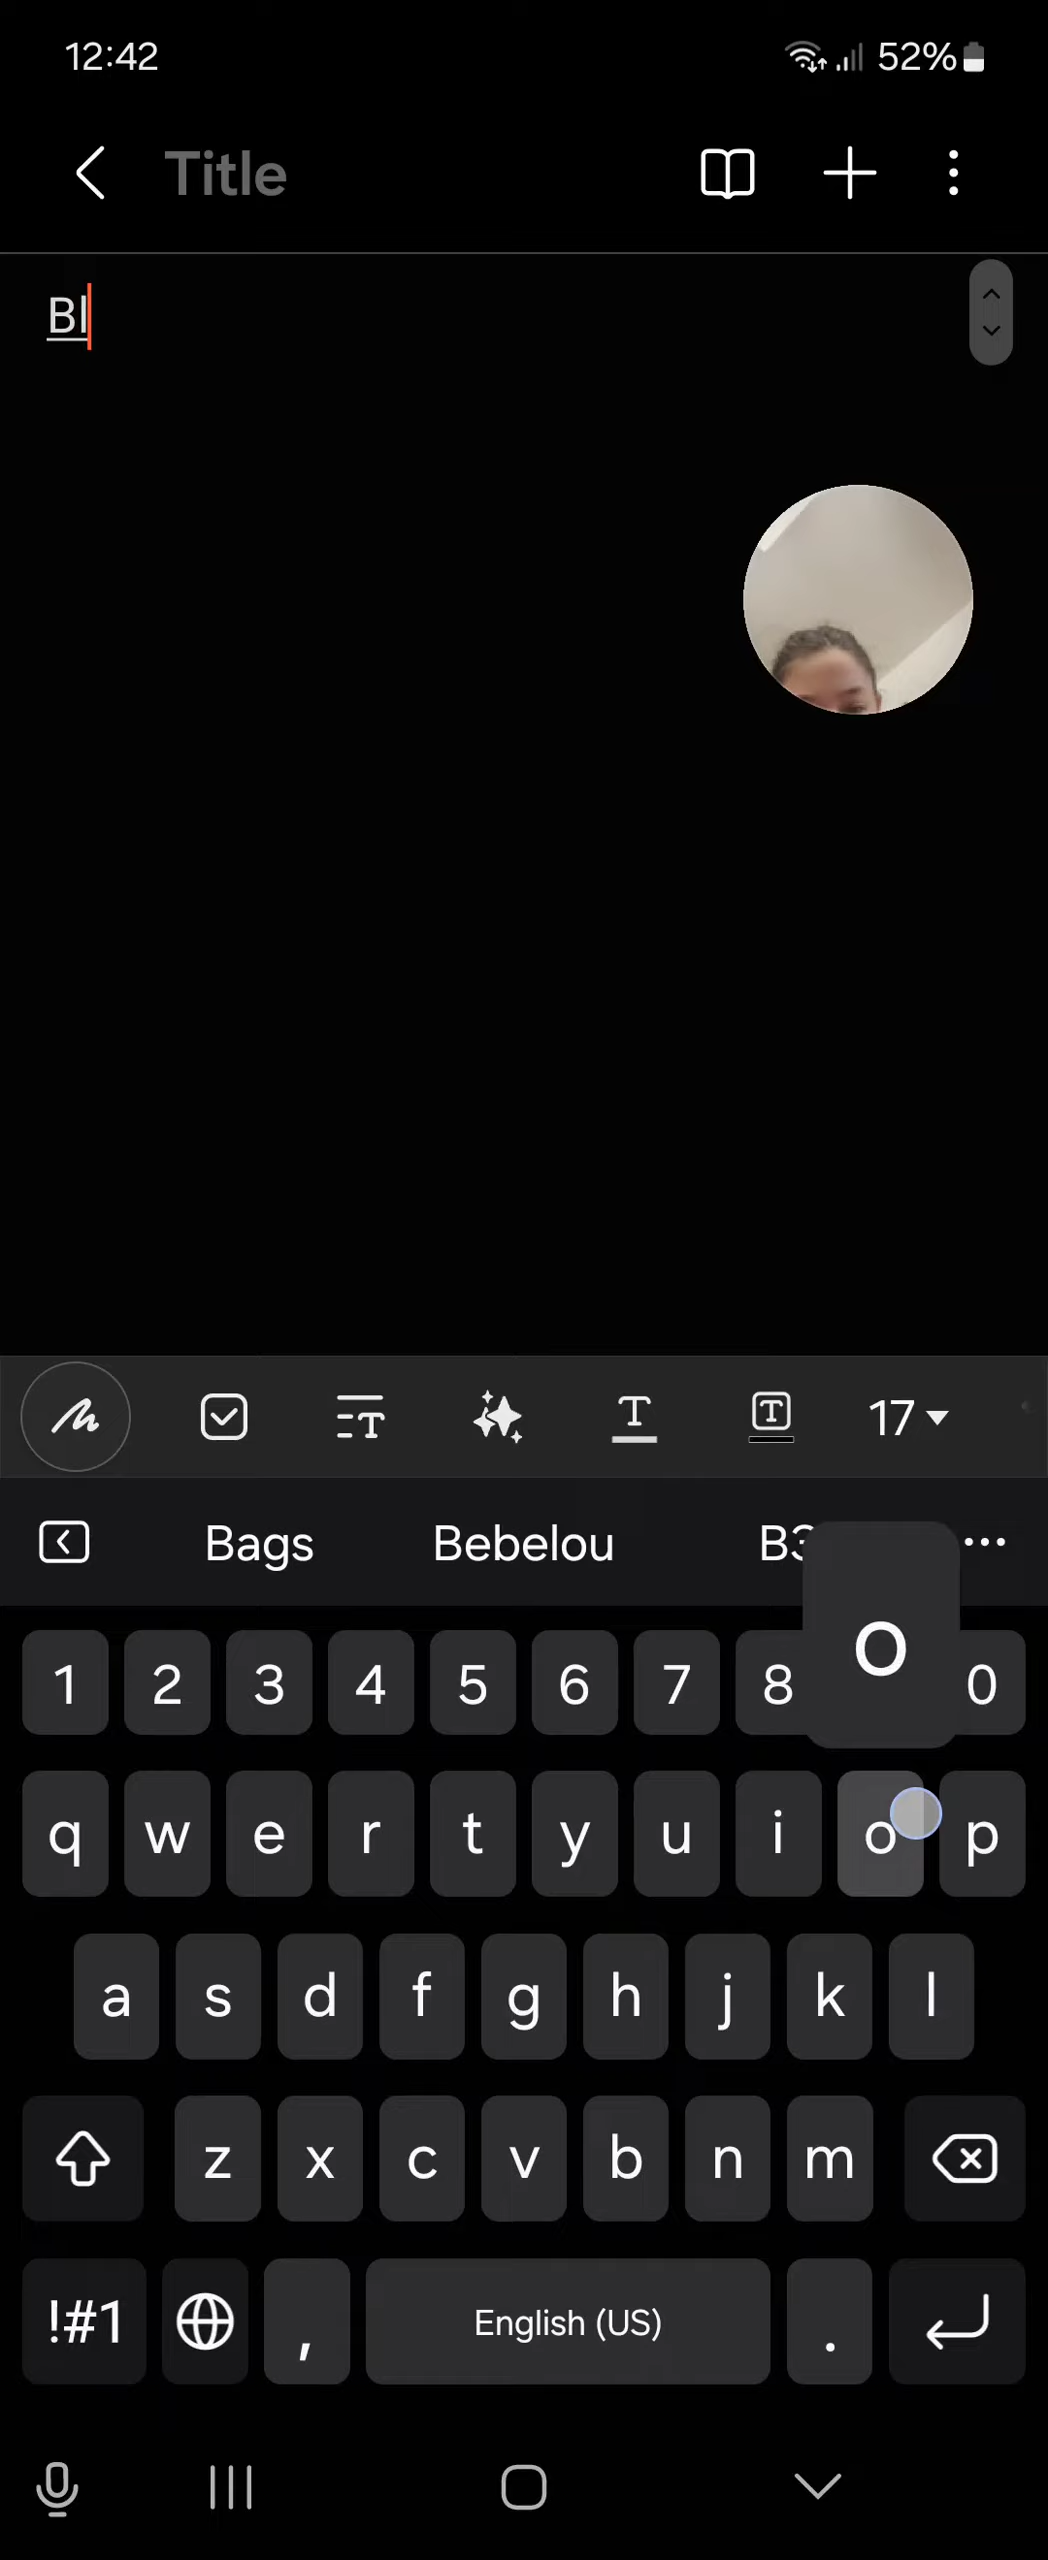 12:42 52%
Title
Bl
17
Bags Bebelou
1 2 3 4 5 6 7 8 o 0
q w e r t y u i o p
a s d f g h j k l
z x c v b n m
!#1 , English (US) .